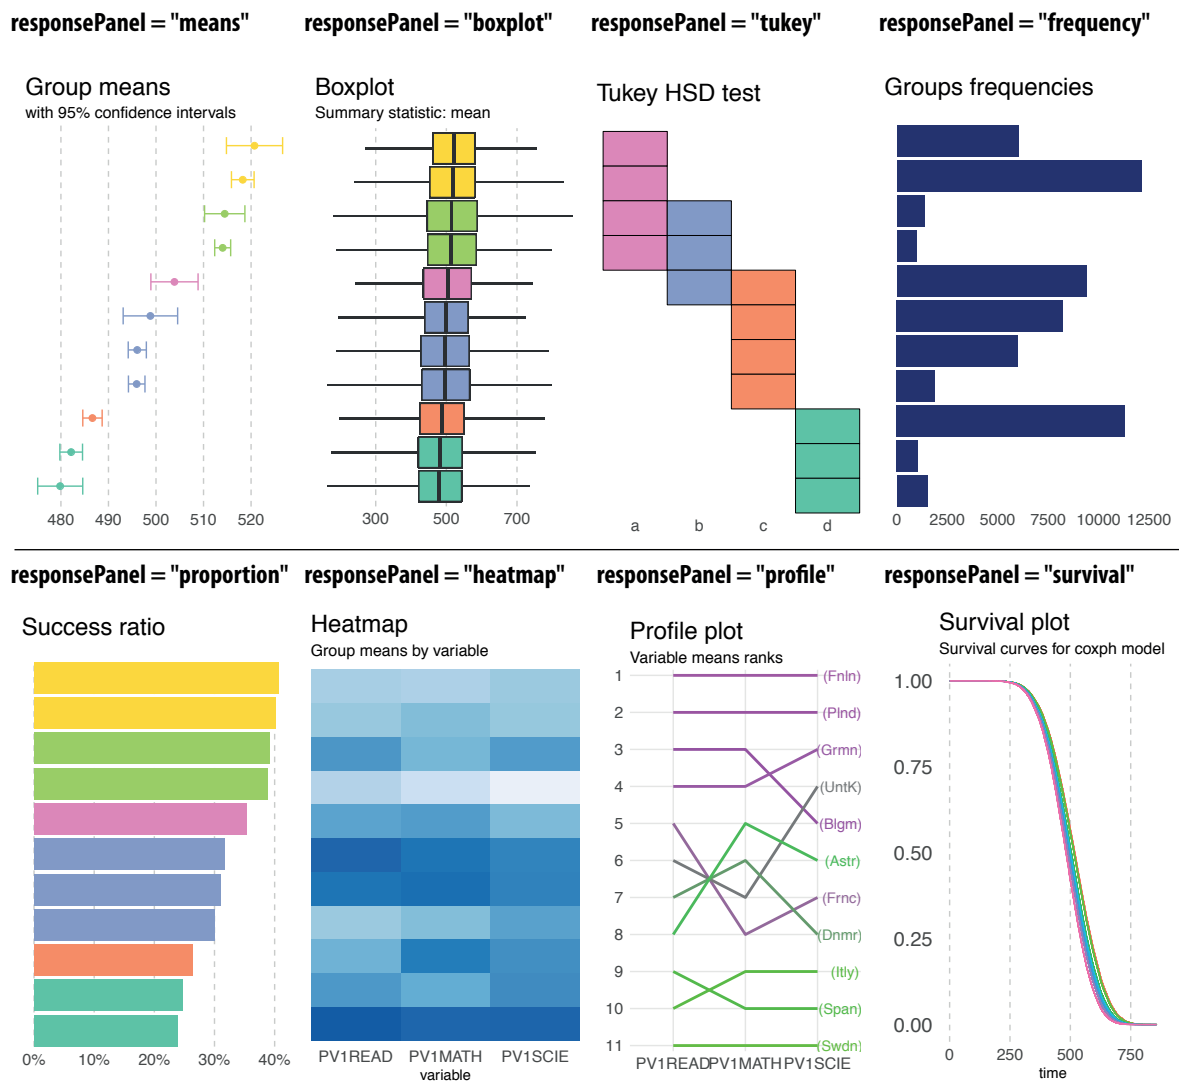 responsePanel = "means"
responsePanel = "boxplot"
responsePanel = "tukey"
responsePanel = "frequency"
Group means
with 95% confidence intervals
480 490 500 510 520
Boxplot
Summary statistic: mean
300 500 700
Tukey HSD test
a b c d
Groups frequencies
0 2500 5000 7500 10000 12500
responsePanel = "proportion"
responsePanel = "heatmap"
responsePanel = "profile"
responsePanel = "survival"
Success ratio
0% 10% 20% 30% 40%
Heatmap
Group means by variable
PV1READ PV1MATH PV1SCIE
variable
Profile plot
Variable means ranks
1 (Fnln)
2 (Plnd)
3 (Grmn)
4 (UntK)
5 (Blgm)
6 (Astr)
7 (Frnc)
8 (Dnmr)
9 (Itly)
10 (Span)
11 (Swdn)
PV1READ PV1MATH PV1SCIE
Survival plot
Survival curves for coxph model
1.00
0.75
0.50
0.25
0.00
0 250 500 750
time